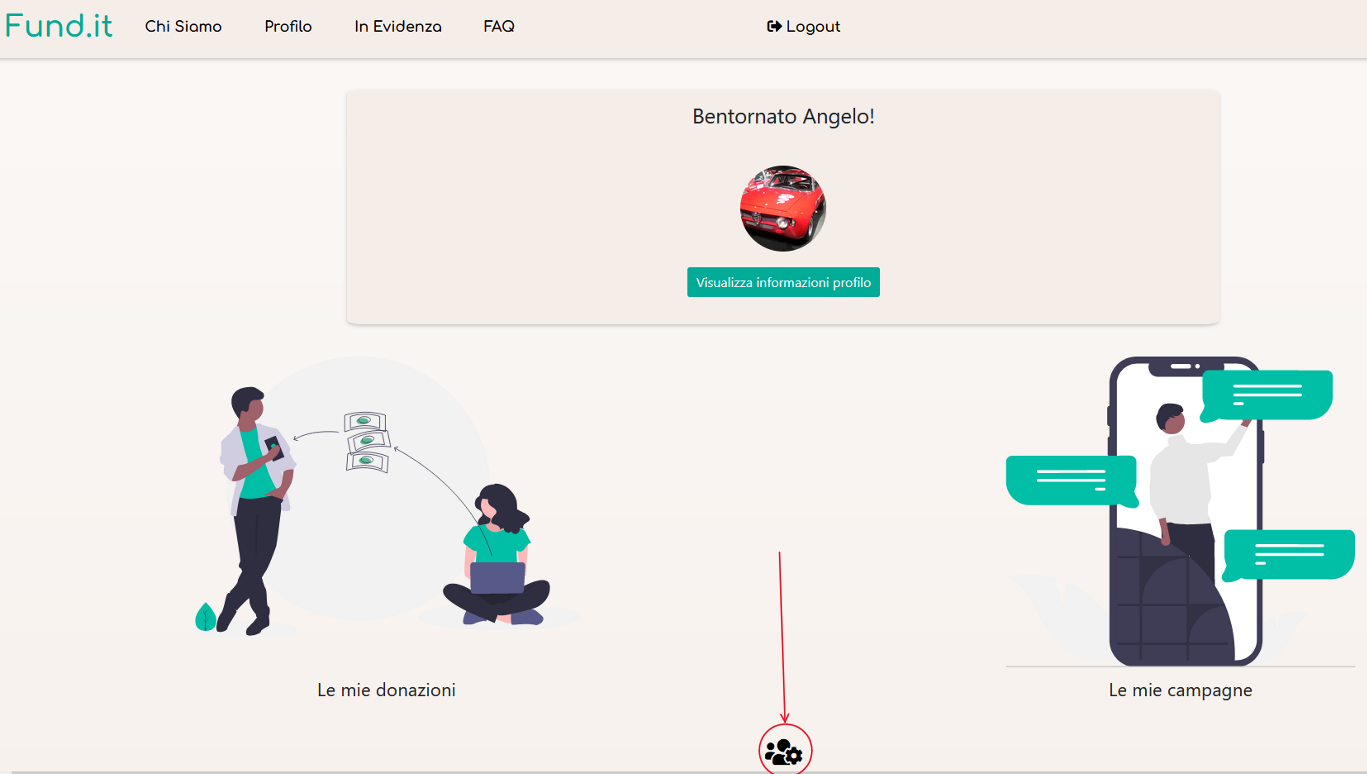 Fund.it Chi Siamo Profilo In Evidenza FAQ Logout
Bentornato Angelo!
Visualizza informazioni profilo
Le mie donazioni
Le mie campagne